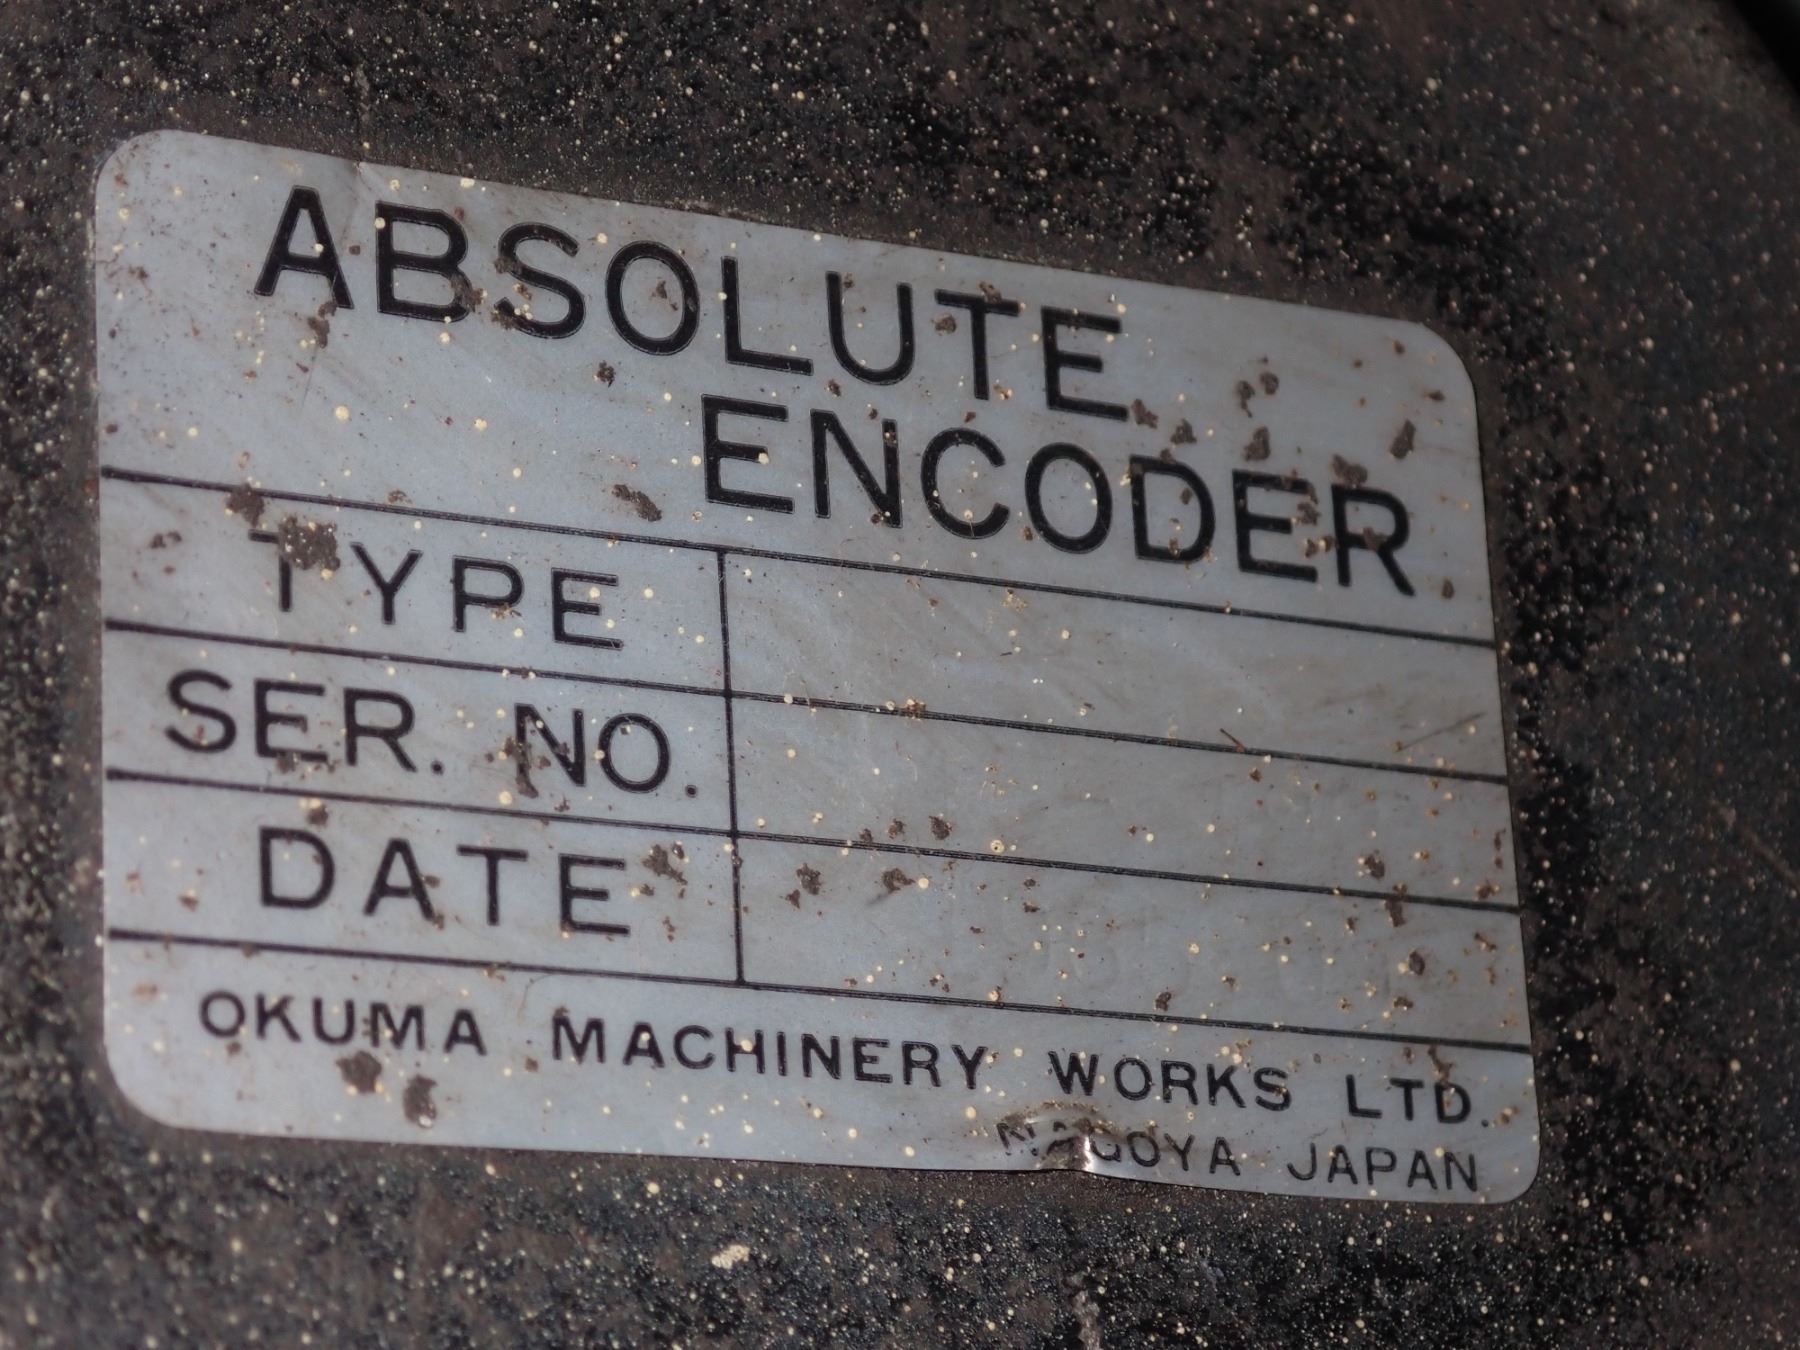 ABSOLUTE
ENCODER
TYPE
SER. NO.
DATE
OKUMA MACHINERY WORKS LTD.
NAGOYA JAPAN